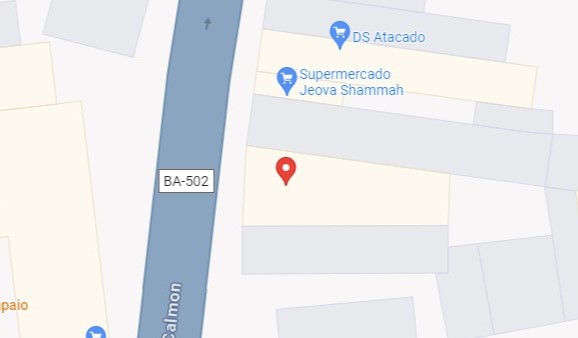 DS Atacado
Supermercado
Jeova Shammah
BA-502
Calmon
paio